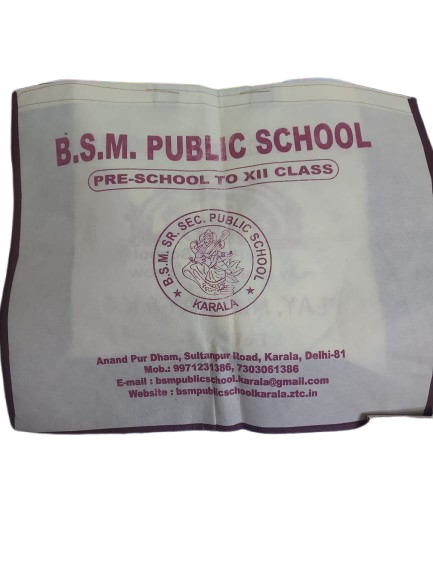 B.S.M. PUBLIC SCHOOL
PRE-SCHOOL TO XII CLASS
B.S.M. SR. SEC. PUBLIC SCHOOL
★ KARALA ★
Anand Pur Dham, Sultanpur Road, Karala, Delhi-81
Mob.: 9971231386, 7303061386
E-mail : bsmpublicschool.karala@gmail.com
Website : bsmpublicschoolkarala.ztc.in